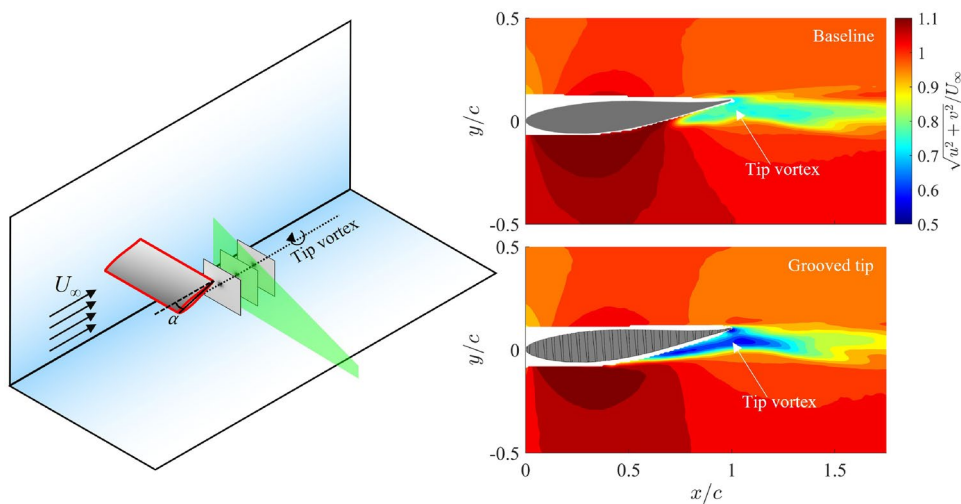 U∞
α
Tip vortex
0.5
0
-0.5
y/c
Baseline
Tip vortex
1.1
1
0.9
0.8
0.7
0.6
0.5
√u² + v²/U∞
0.5
0
-0.5
y/c
Grooved tip
Tip vortex
0
0.5
1
1.5
x/c